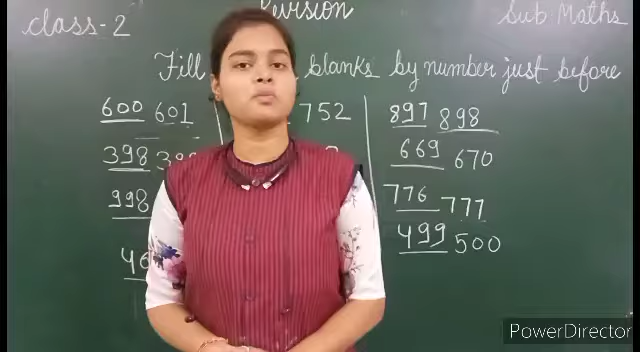 Class-2 Revision Sub Maths
Fill blanks by number just before
600 601 752 897 898
398 669 670
998 776 777
499 500
PowerDirector